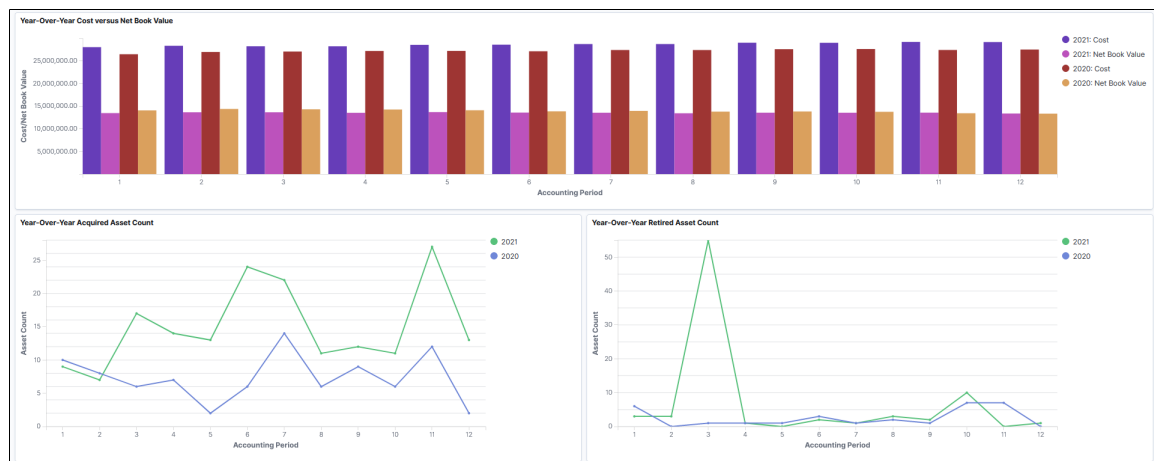 Year-Over-Year Cost versus Net Book Value
Cost/Net Book Value
25,000,000.00
20,000,000.00
15,000,000.00
10,000,000.00
5,000,000.00
1 2 3 4 5 6 7 8 9 10 11 12
Accounting Period
2021: Cost
2021: Net Book Value
2020: Cost
2020: Net Book Value
Year-Over-Year Acquired Asset Count
Asset Count
25
20
15
10
5
0
1 2 3 4 5 6 7 8 9 10 11 12
Accounting Period
2021
2020
Year-Over-Year Retired Asset Count
Asset Count
50
40
30
20
10
0
1 2 3 4 5 6 7 8 9 10 11 12
Accounting Period
2021
2020